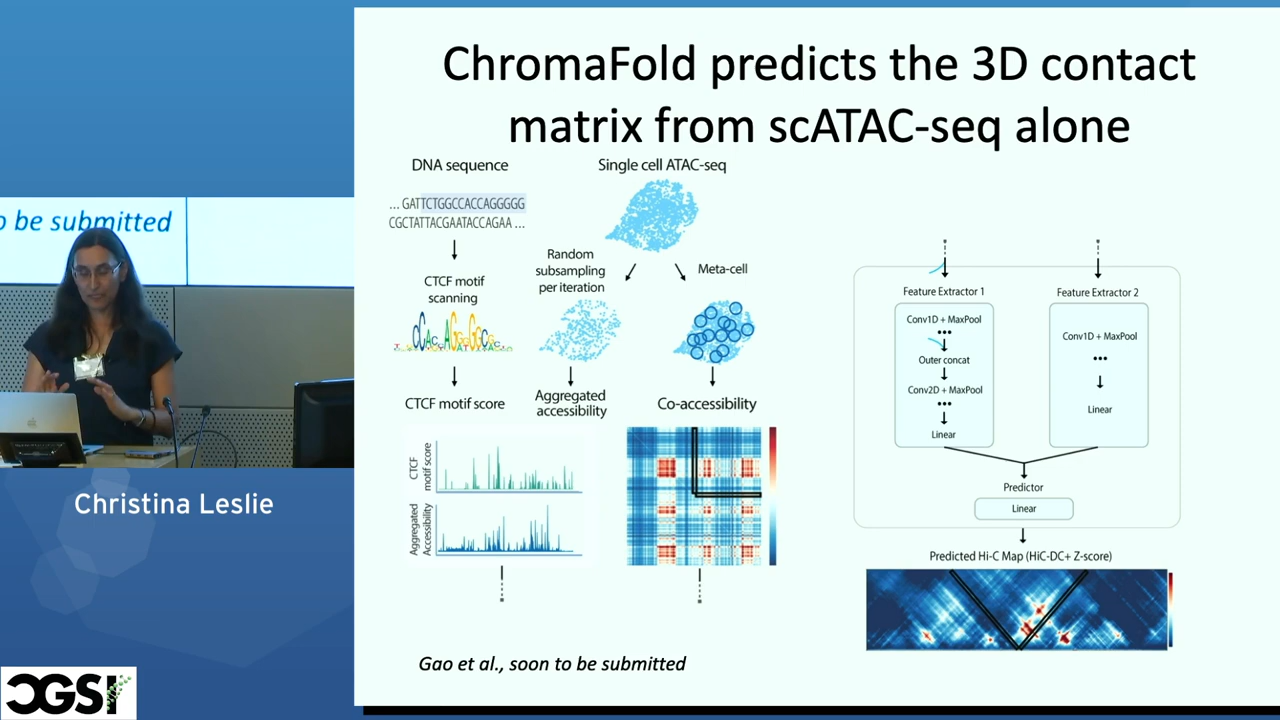 ChromaFold predicts the 3D contact
matrix from scATAC-seq alone
DNA sequence
... GATTCTGGCCACCAGGGGG
CGCTATTACGAATACCAGAA ...
CTCF motif
scanning
CTCF motif score
Single cell ATAC-seq
Random
subsampling
per iteration
Meta-cell
Aggregated
accessibility
Co-accessibility
CTCF
motif score
Aggregated
Accessibility
Feature Extractor 1
Conv1D + MaxPool
•••
Outer concat
Conv2D + MaxPool
•••
Linear
Feature Extractor 2
Conv1D + MaxPool
•••
Linear
Predictor
Linear
Predicted Hi-C Map (HiC-DC+ Z-score)
Gao et al., soon to be submitted
o be submitted
Christina Leslie
CGSI